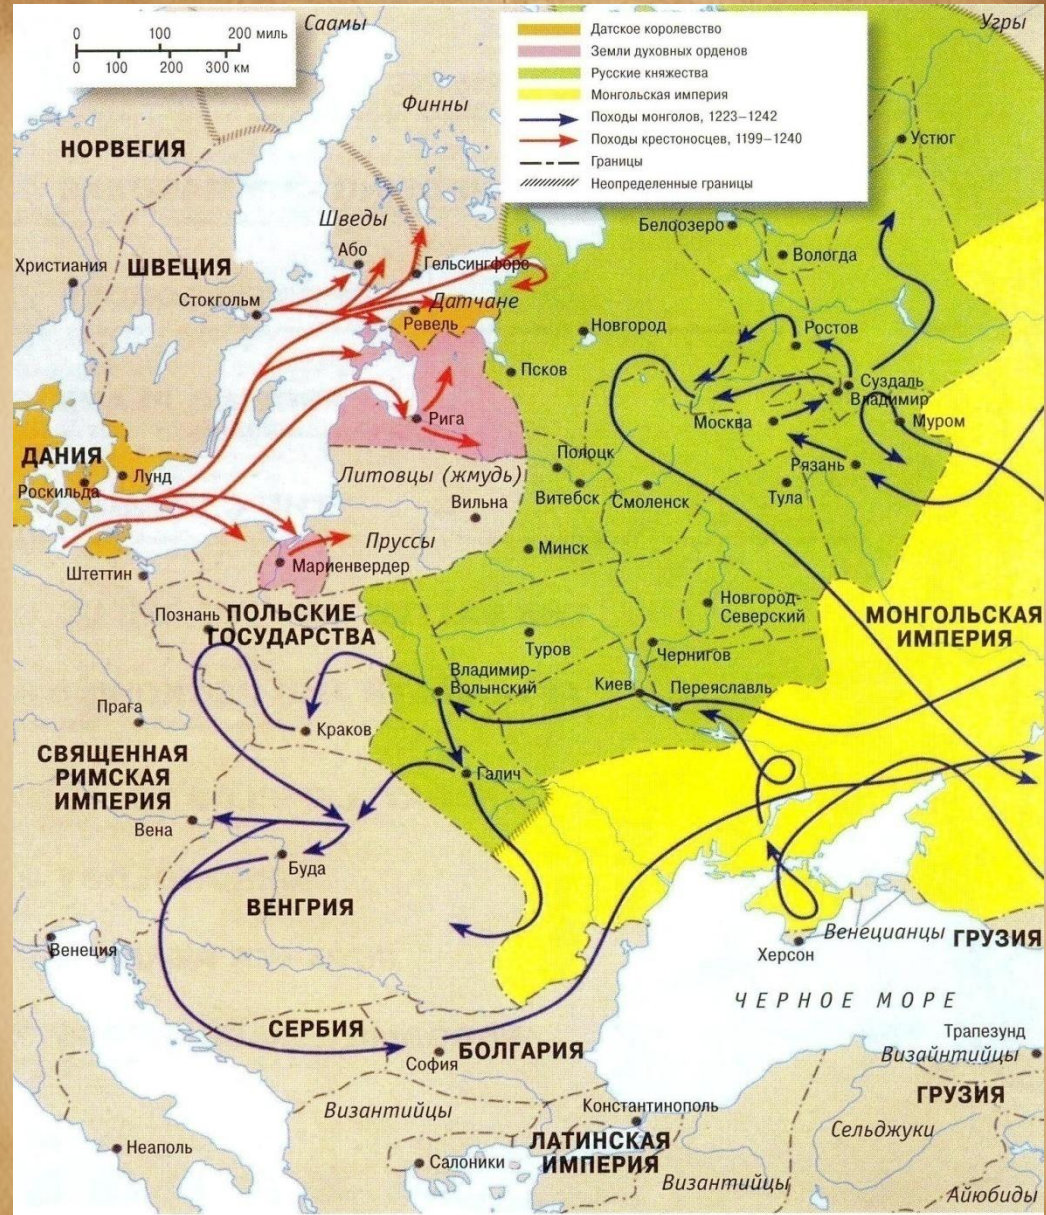 0 100 200 миль
0 100 200 300 км
Датское королевство
Земли духовных орденов
Русские княжества
Монгольская империя
Походы монголов, 1223–1242
Походы крестоносцев, 1199–1240
Границы
Неопределенные границы
Саамы
Угры
Финны
НОРВЕГИЯ
Устюг
Шведы
Белоозеро
Або
Вологда
Христиания
ШВЕЦИЯ
Гельсингфорс
Стокгольм
Датчане
Ревель
Новгород
Ростов
Псков
Суздаль
Владимир
Рига
Москва
Муром
ДАНИЯ
Лунд
Полоцк
Рязань
Роскильда
Литовцы (жмудь)
Витебск
Смоленск
Тула
Вильна
Пруссы
Минск
Мариенвердер
Штеттин
Новгород-
Северский
Познань
ПОЛЬСКИЕ
ГОСУДАРСТВА
МОНГОЛЬСКАЯ
ИМПЕРИЯ
Туров
Чернигов
Владимир-
Волынский
Киев
Переяславль
Прага
Краков
СВЯЩЕННАЯ
РИМСКАЯ
ИМПЕРИЯ
Галич
Вена
Буда
ВЕНГРИЯ
Венеция
Венецианцы
ГРУЗИЯ
Херсон
ЧЕРНОЕ МОРЕ
СЕРБИЯ
Трапезунд
БОЛГАРИЯ
Визайнтийцы
София
ГРУЗИЯ
Византийцы
Константинополь
Сельджуки
Неаполь
ЛАТИНСКАЯ
ИМПЕРИЯ
Салоники
Византийцы
Айюбиды